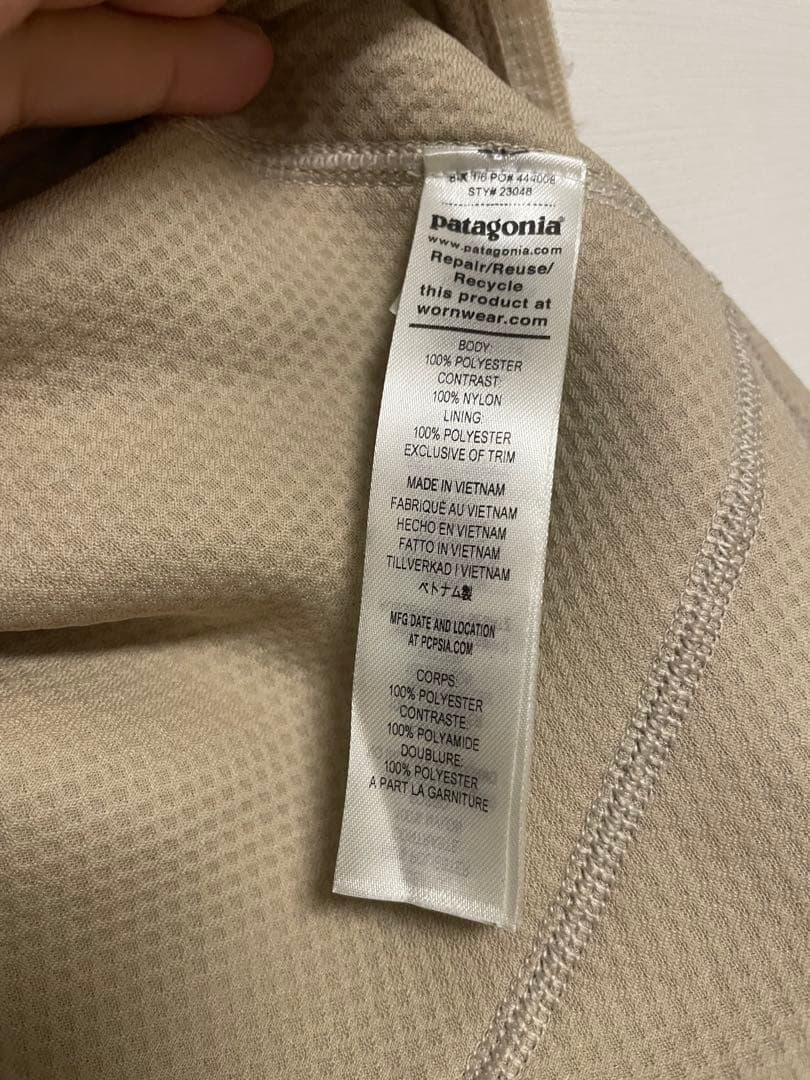 PO# 444008
STY# 23048
patagonia®
www.patagonia.com
Repair/Reuse/
Recycle
this product at
wornwear.com
BODY:
100% POLYESTER
CONTRAST:
100% NYLON
LINING:
100% POLYESTER
EXCLUSIVE OF TRIM
MADE IN VIETNAM
FABRIQUÉ AU VIETNAM
HECHO EN VIETNAM
FATTO IN VIETNAM
TILLVERKAD I VIETNAM
ベトナム製
MFG DATE AND LOCATION
AT PCPSIA.COM
CORPS:
100% POLYESTER
CONTRASTE:
100% POLYAMIDE
DOUBLURE:
100% POLYESTER
A PART LA GARNITURE